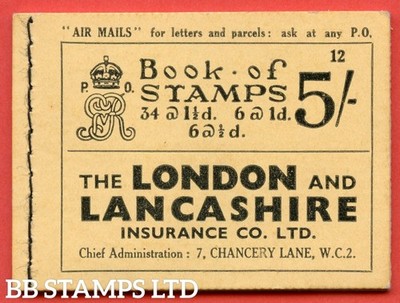 "AIR MAILS" for letters and parcels: ask at any P.O.
12
Book · of
P. O.
STAMPS
5/-
34 @ 1½d. 6 @ 1d.
6 @ ½d.
THE LONDON AND
LANCASHIRE
INSURANCE CO. LTD.
Chief Administration : 7, CHANCERY LANE, W.C.2.
BB STAMPS LTD